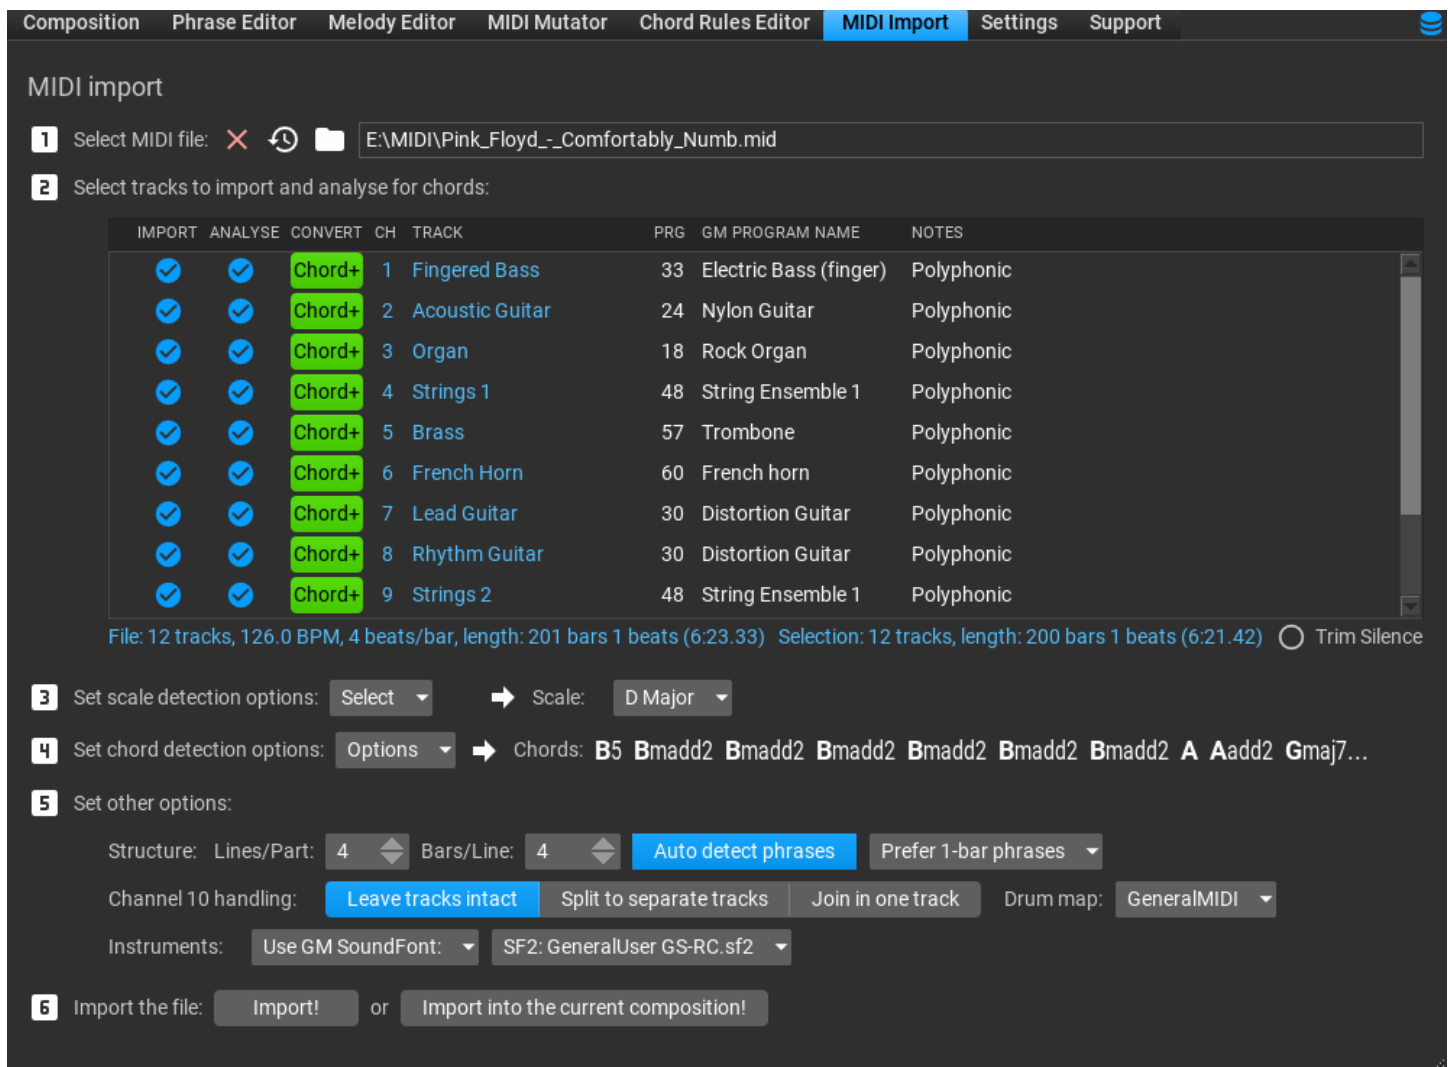 Composition Phrase Editor Melody Editor MIDI Mutator Chord Rules Editor MIDI Import Settings Support
MIDI import
1 Select MIDI file: E:\MIDI\Pink_Floyd_-_Comfortably_Numb.mid
2 Select tracks to import and analyse for chords:
IMPORT ANALYSE CONVERT CH TRACK PRG GM PROGRAM NAME NOTES
Chord+ 1 Fingered Bass 33 Electric Bass (finger) Polyphonic
Chord+ 2 Acoustic Guitar 24 Nylon Guitar Polyphonic
Chord+ 3 Organ 18 Rock Organ Polyphonic
Chord+ 4 Strings 1 48 String Ensemble 1 Polyphonic
Chord+ 5 Brass 57 Trombone Polyphonic
Chord+ 6 French Horn 60 French horn Polyphonic
Chord+ 7 Lead Guitar 30 Distortion Guitar Polyphonic
Chord+ 8 Rhythm Guitar 30 Distortion Guitar Polyphonic
Chord+ 9 Strings 2 48 String Ensemble 1 Polyphonic
File: 12 tracks, 126.0 BPM, 4 beats/bar, length: 201 bars 1 beats (6:23.33) Selection: 12 tracks, length: 200 bars 1 beats (6:21.42) Trim Silence
3 Set scale detection options: Select Scale: D Major
4 Set chord detection options: Options Chords: B5 Bmadd2 Bmadd2 Bmadd2 Bmadd2 Bmadd2 Bmadd2 A Aadd2 Gmaj7...
5 Set other options:
Structure: Lines/Part: 4 Bars/Line: 4 Auto detect phrases Prefer 1-bar phrases
Channel 10 handling: Leave tracks intact Split to separate tracks Join in one track Drum map: GeneralMIDI
Instruments: Use GM SoundFont: SF2: GeneralUser GS-RC.sf2
6 Import the file: Import! or Import into the current composition!